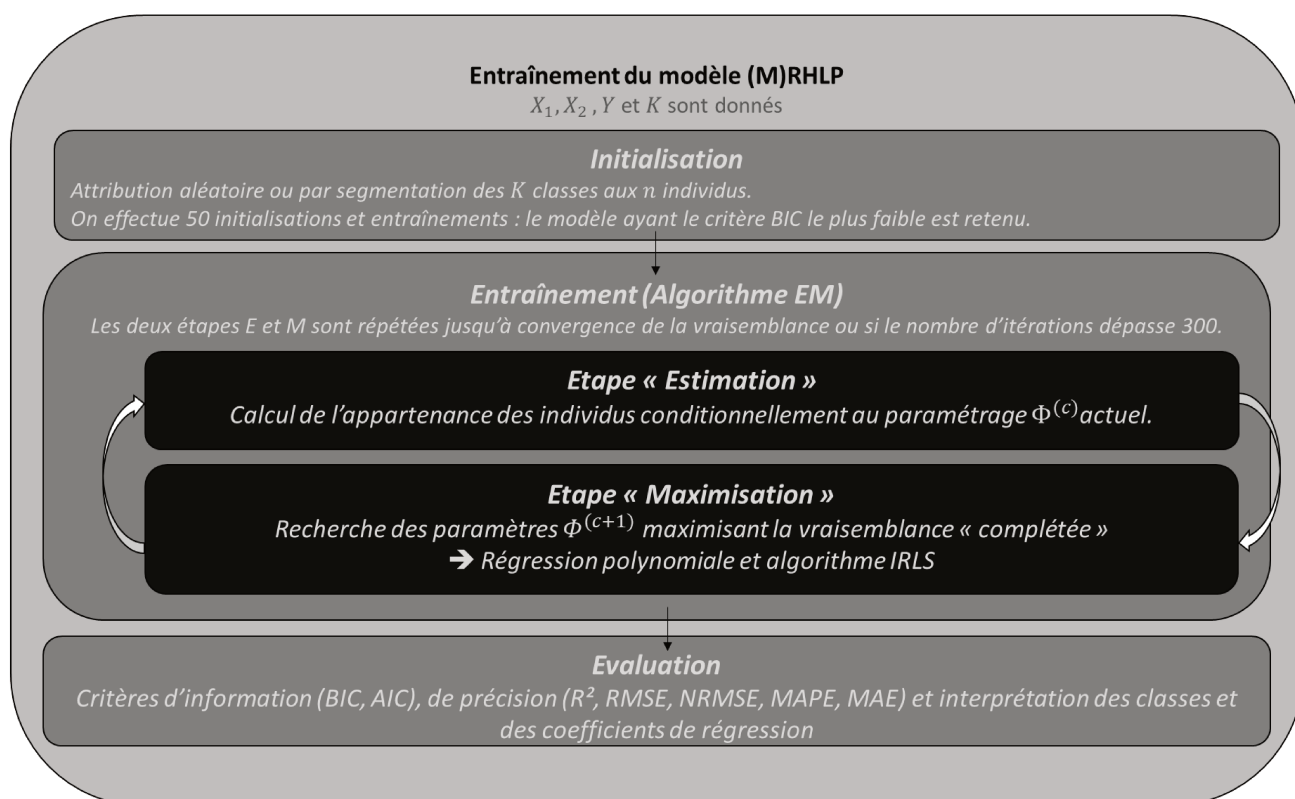 Entraînement du modèle (M)RHLP
X₁, X₂ , Y et K sont donnés
Initialisation
Attribution aléatoire ou par segmentation des K classes aux n individus.
On effectue 50 initialisations et entraînements : le modèle ayant le critère BIC le plus faible est retenu.
Entraînement (Algorithme EM)
Les deux étapes E et M sont répétées jusqu'à convergence de la vraisemblance ou si le nombre d'itérations dépasse 300.
Etape « Estimation »
Calcul de l'appartenance des individus conditionnellement au paramétrage Φ⁽ᶜ⁾ actuel.
Etape « Maximisation »
Recherche des paramètres Φ⁽ᶜ⁺¹⁾ maximisant la vraisemblance « complétée »
➔ Régression polynomiale et algorithme IRLS
Evaluation
Critères d'information (BIC, AIC), de précision (R², RMSE, NRMSE, MAPE, MAE) et interprétation des classes et
des coefficients de régression